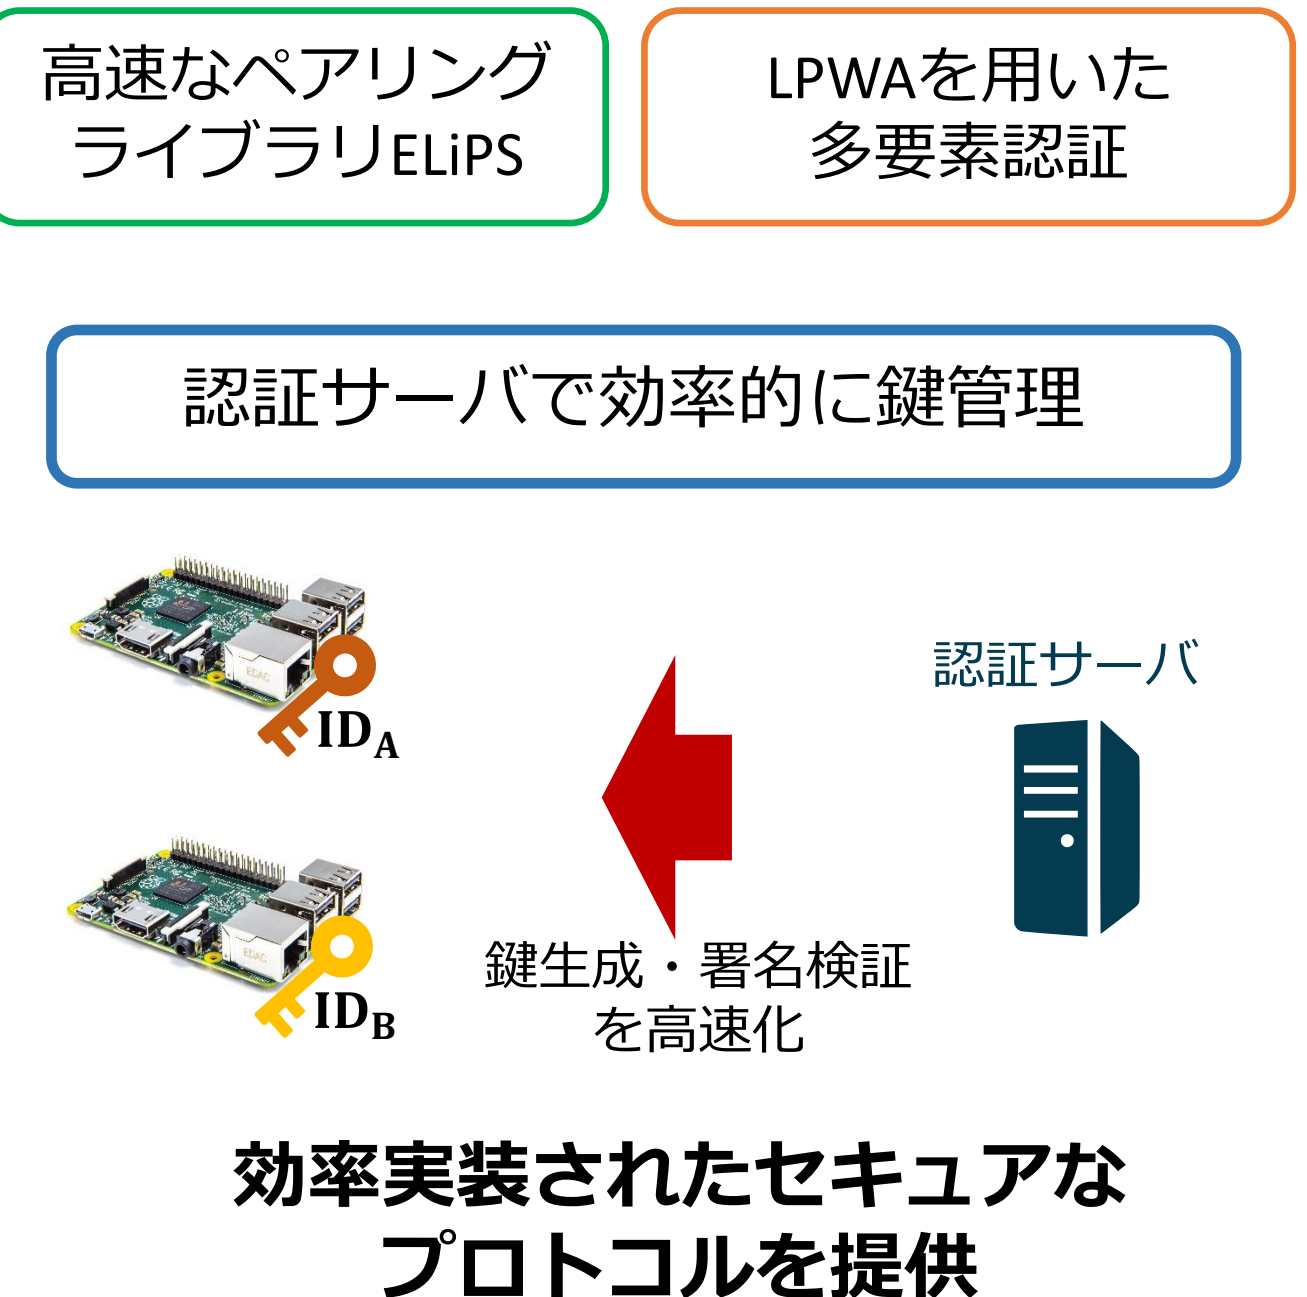 高速なペアリング
ライブラリELiPS
LPWAを用いた
多要素認証
認証サーバで効率的に鍵管理
EDAC
IDA
認証サーバ
EDAC
IDB
鍵生成・署名検証
を高速化
効率実装されたセキュアな
プロトコルを提供